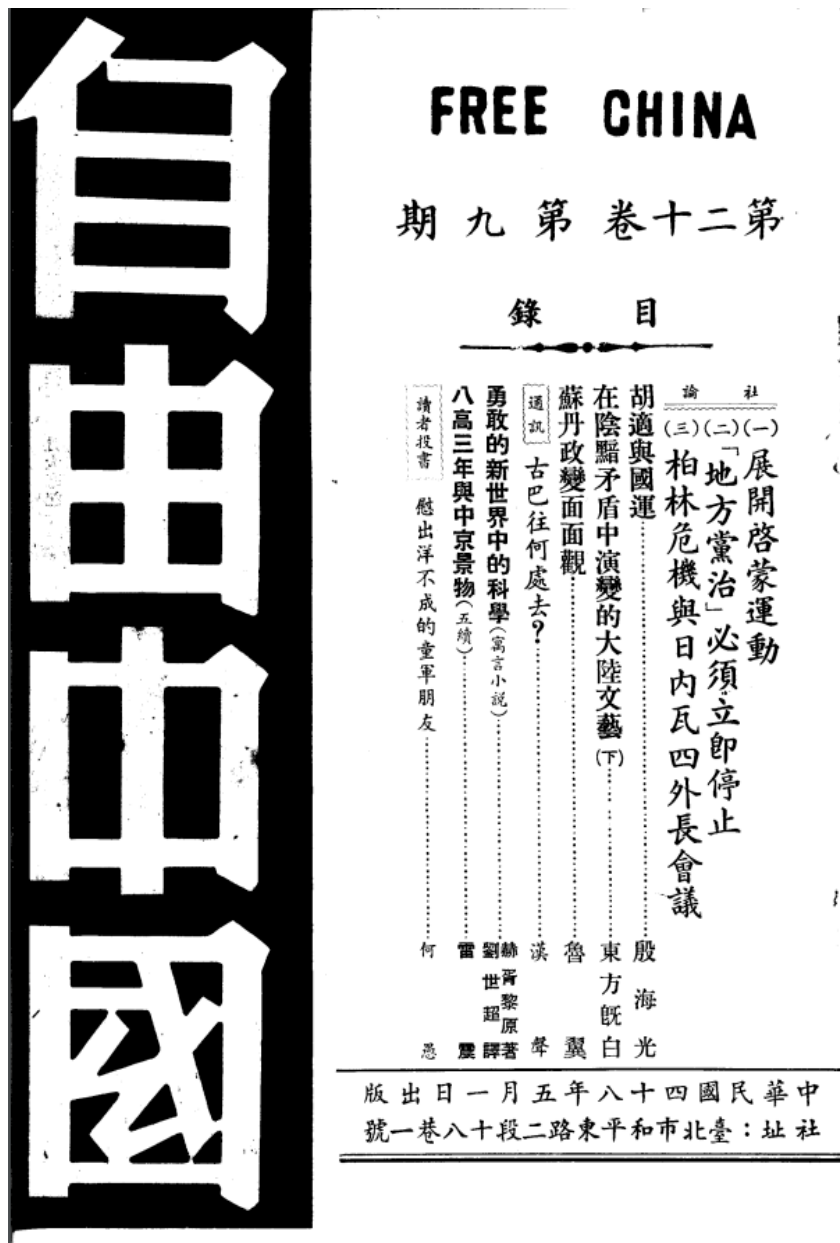 自由中國
FREE CHINA
第二十卷第九期
目錄
社論
(一)展開啓蒙運動
(二)「地方黨治」必須立即停止
(三)柏林危機與日內瓦四外長會議
胡適與國運……殷海光
在陰黯矛盾中演變的大陸文藝(下)……東方旣白
蘇丹政變面面觀……魯翼
通訊 古巴往何處去?……漢聲
勇敢的新世界中的科學(寓言小說)……赫胥黎原著 劉世超譯
八高三年與中京景物(五續)……雷震
讀者投書 慰出洋不成的童軍朋友……何愚
中華民國四十八年五月一日出版
社址:臺北市和平東路二段十八巷一號